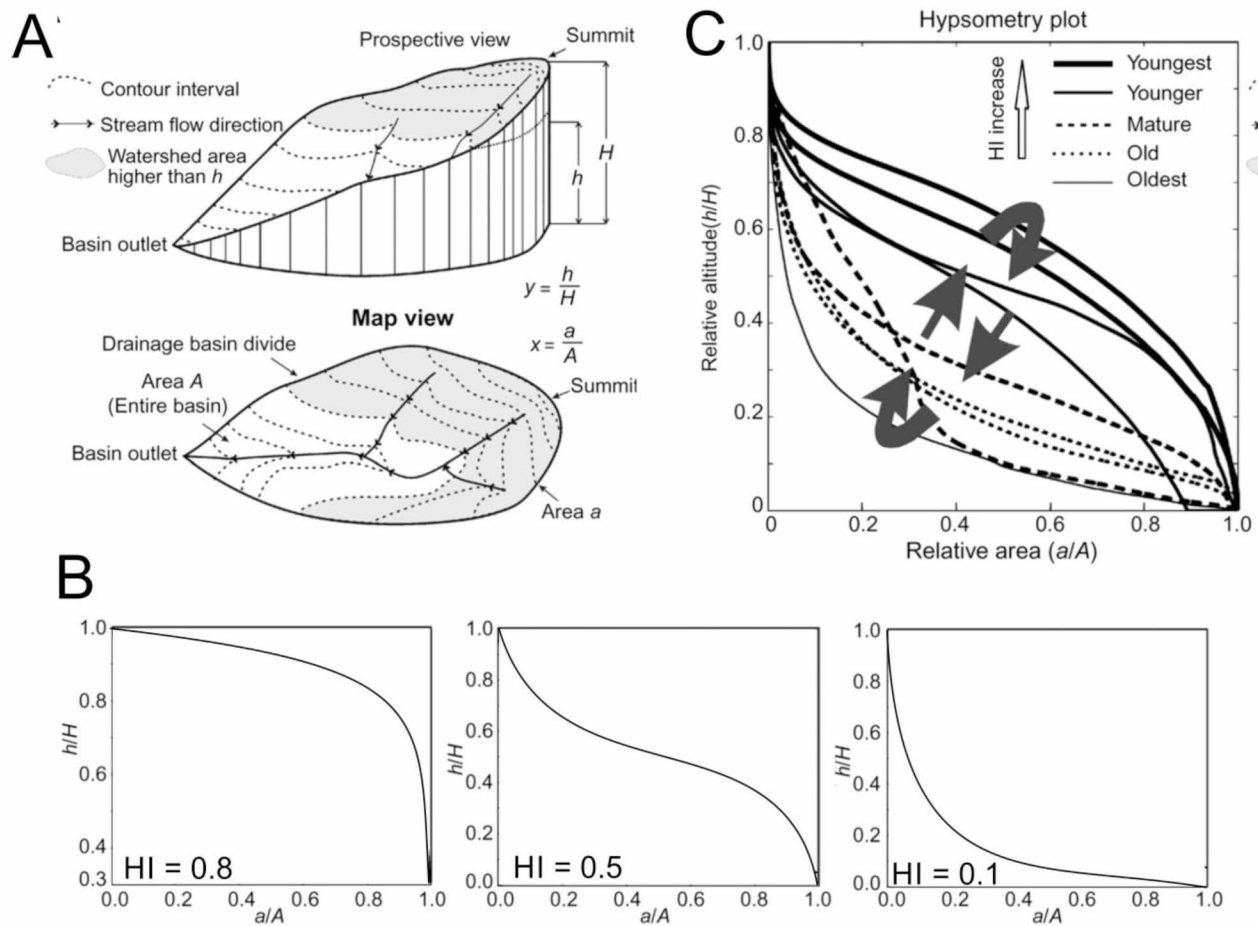 A
Prospective view
Summit
Contour interval
Stream flow direction
Watershed area
higher than h
H
h
Basin outlet
y = h/H
Map view
x = a/A
Drainage basin divide
Area A
(Entire basin)
Summit
Basin outlet
Area a
C
Hypsometry plot
HI increase
Youngest
Younger
Mature
Old
Oldest
Relative altitude(h/H)
1.0
0.8
0.6
0.4
0.2
0
0
0.2
0.4
0.6
0.8
1.0
Relative area (a/A)
B
h/H
1.0
0.8
0.6
0.4
0.3
HI = 0.8
0.0 0.2 0.4 0.6 0.8 1.0
a/A
h/H
1.0
0.8
0.6
0.4
0.2
0.0
HI = 0.5
0.0 0.2 0.4 0.6 0.8 1.0
a/A
h/H
1.0
0.8
0.6
0.4
0.2
0.0
HI = 0.1
0.0 0.2 0.4 0.6 0.8 1.0
a/A